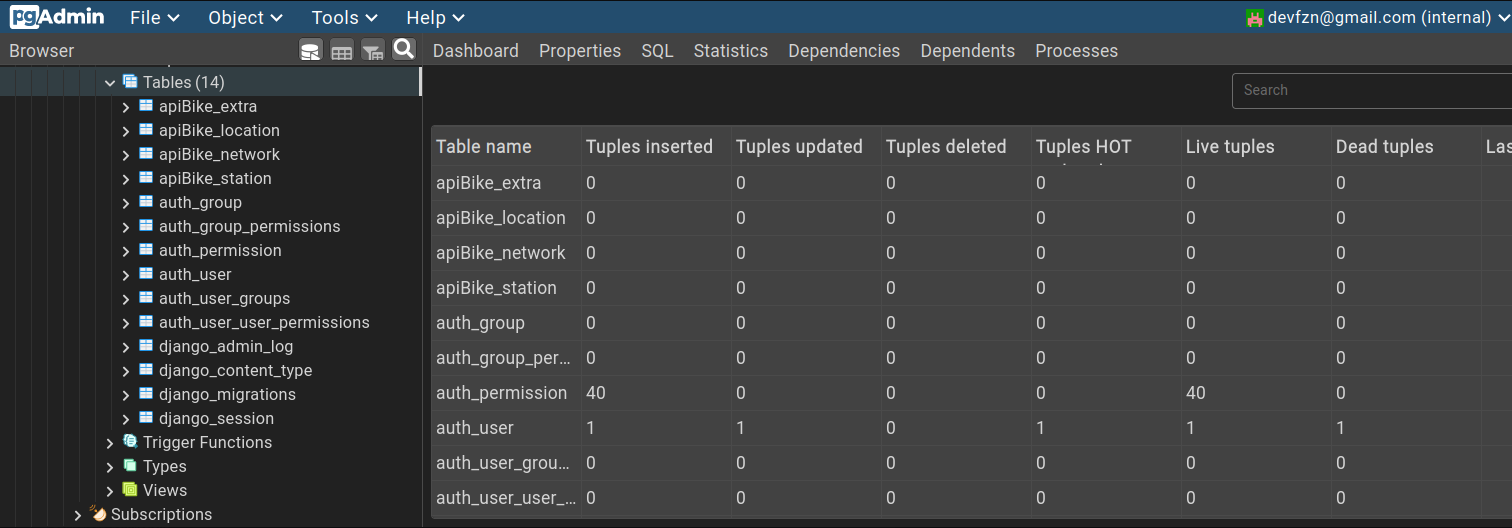 pgAdmin File Object Tools Help devfzn@gmail.com (internal)
Browser Dashboard Properties SQL Statistics Dependencies Dependents Processes
Tables (14)
apiBike_extra
apiBike_location
apiBike_network
apiBike_station
auth_group
auth_group_permissions
auth_permission
auth_user
auth_user_groups
auth_user_user_permissions
django_admin_log
django_content_type
django_migrations
django_session
Trigger Functions
Types
Views
Subscriptions
Search
Table name Tuples inserted Tuples updated Tuples deleted Tuples HOT Live tuples Dead tuples Las
apiBike_extra 0 0 0 0 0 0
apiBike_location 0 0 0 0 0 0
apiBike_network 0 0 0 0 0 0
apiBike_station 0 0 0 0 0 0
auth_group 0 0 0 0 0 0
auth_group_per... 0 0 0 0 0 0
auth_permission 40 0 0 0 40 0
auth_user 1 1 0 1 1 1
auth_user_grou... 0 0 0 0 0 0
auth_user_user_... 0 0 0 0 0 0